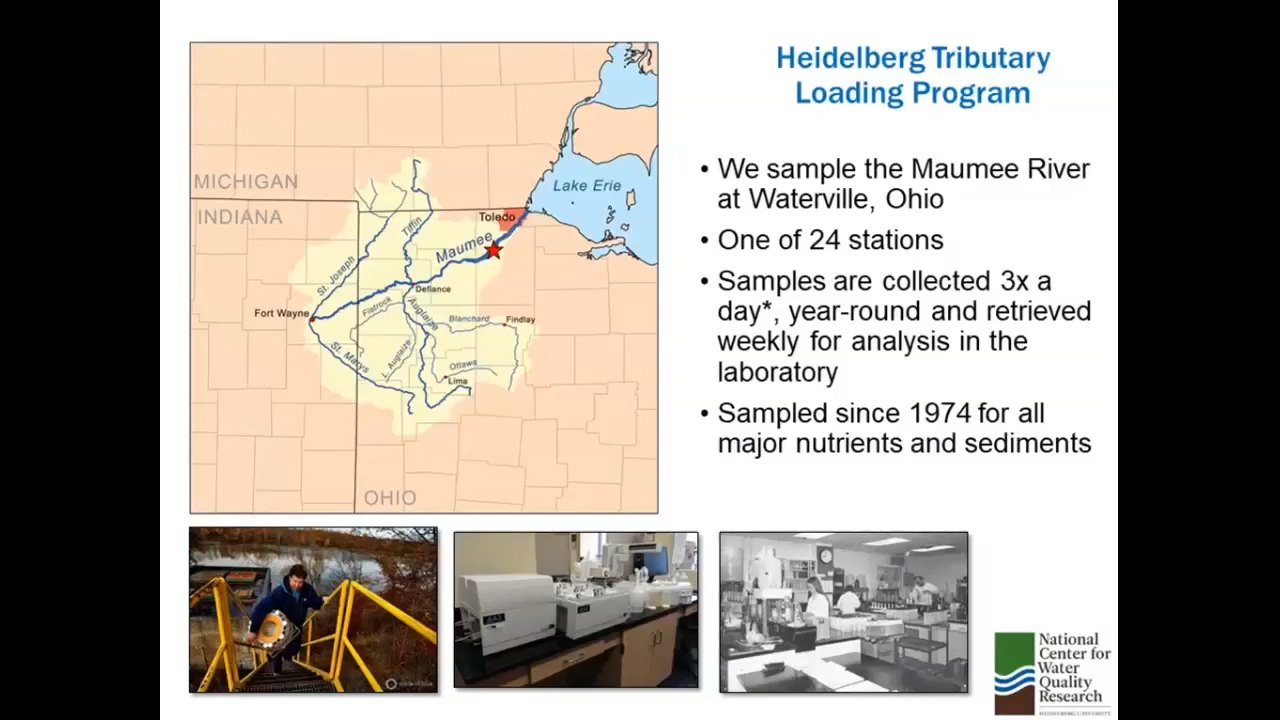 Heidelberg Tributary
Loading Program
• We sample the Maumee River
at Waterville, Ohio
• One of 24 stations
• Samples are collected 3x a
day*, year-round and retrieved
weekly for analysis in the
laboratory
• Sampled since 1974 for all
major nutrients and sediments
MICHIGAN
INDIANA
Lake Erie
Toledo
Tiffin
Maumee
St. Joseph
Defiance
Fort Wayne
Flatrock
Auglaize
Blanchard
Findlay
St. Marys
L. Auglaize
Ottawa
Lima
OHIO
National
Center for
Water
Quality
Research
HEIDELBERG UNIVERSITY